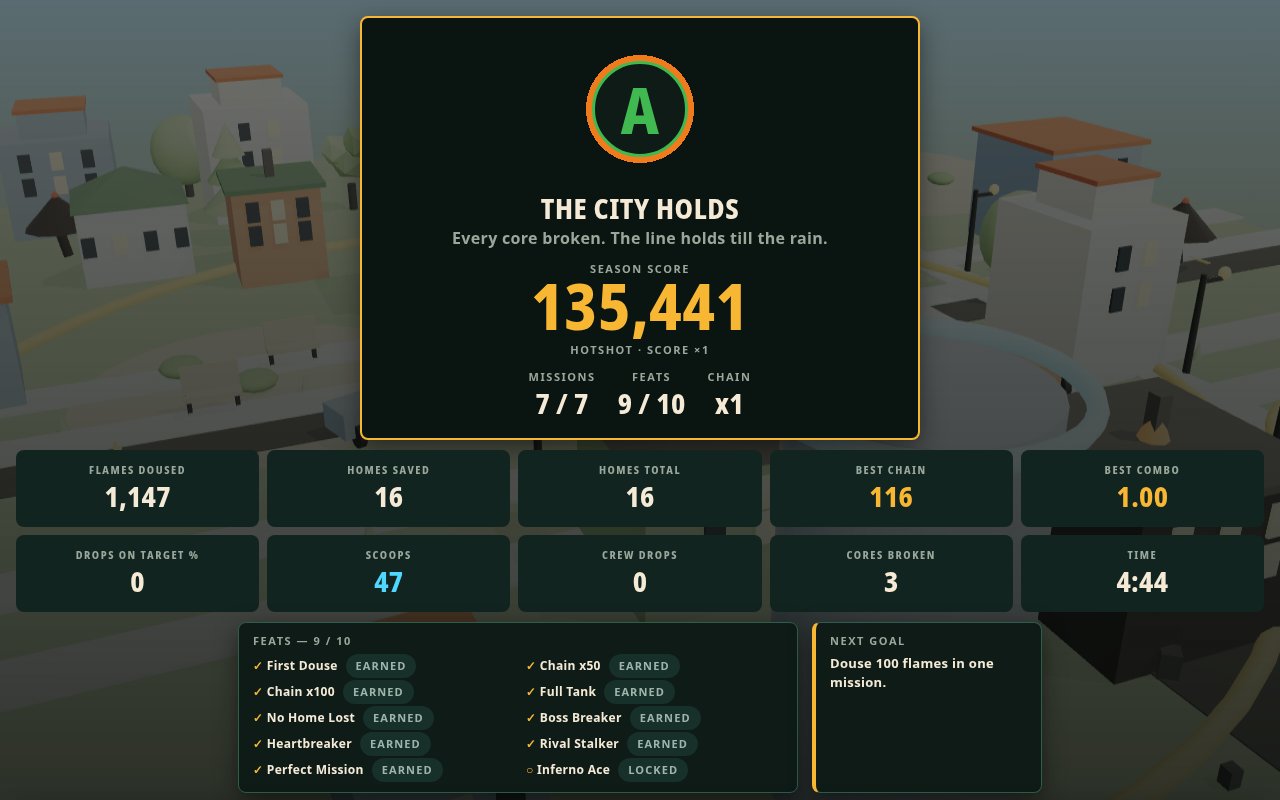 A
THE CITY HOLDS
Every core broken. The line holds till the rain.
SEASON SCORE
135,441
HOTSHOT · SCORE ×1
MISSIONS FEATS CHAIN
7 / 7 9 / 10 x1
FLAMES DOUSED HOMES SAVED HOMES TOTAL BEST CHAIN BEST COMBO
1,147 16 16 116 1.00
DROPS ON TARGET % SCOOPS CREW DROPS CORES BROKEN TIME
0 47 0 3 4:44
FEATS — 9 / 10
✓ First Douse EARNED ✓ Chain x50 EARNED
✓ Chain x100 EARNED ✓ Full Tank EARNED
✓ No Home Lost EARNED ✓ Boss Breaker EARNED
✓ Heartbreaker EARNED ✓ Rival Stalker EARNED
✓ Perfect Mission EARNED ○ Inferno Ace LOCKED
NEXT GOAL
Douse 100 flames in one
mission.